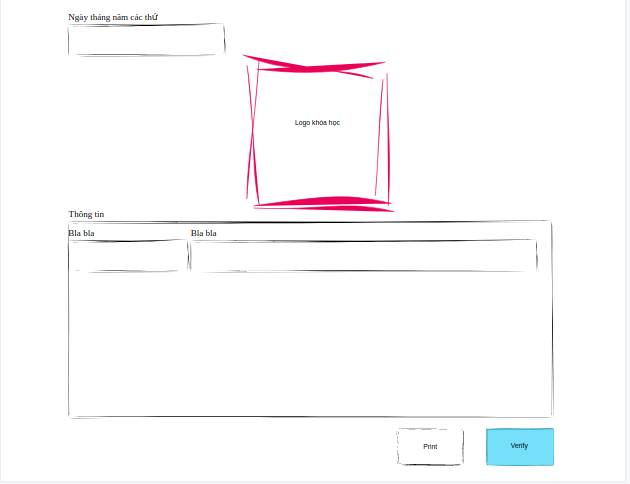 Ngày tháng năm các thứ
Logo khóa học
Thông tin
Bla bla
Bla bla
Print
Verify